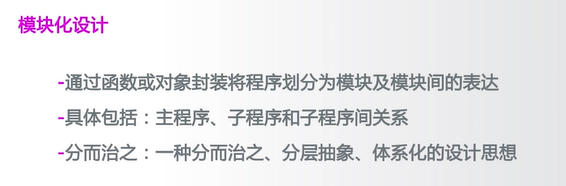 模块化设计
-通过函数或对象封装将程序划分为模块及模块间的表达
-具体包括：主程序、子程序和子程序间关系
-分而治之：一种分而治之、分层抽象、体系化的设计思想